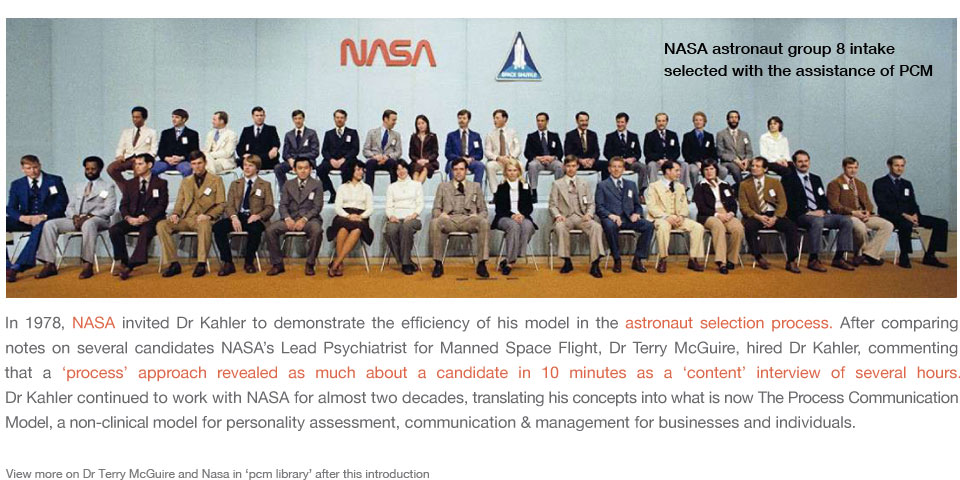 NASA
SPACE SHUTTLE
NASA astronaut group 8 intake
selected with the assistance of PCM
In 1978, NASA invited Dr Kahler to demonstrate the efficiency of his model in the astronaut selection process. After comparing
notes on several candidates NASA’s Lead Psychiatrist for Manned Space Flight, Dr Terry McGuire, hired Dr Kahler, commenting
that a ‘process’ approach revealed as much about a candidate in 10 minutes as a ‘content’ interview of several hours.
Dr Kahler continued to work with NASA for almost two decades, translating his concepts into what is now The Process Communication
Model, a non-clinical model for personality assessment, communication & management for businesses and individuals.
View more on Dr Terry McGuire and Nasa in ‘pcm library’ after this introduction